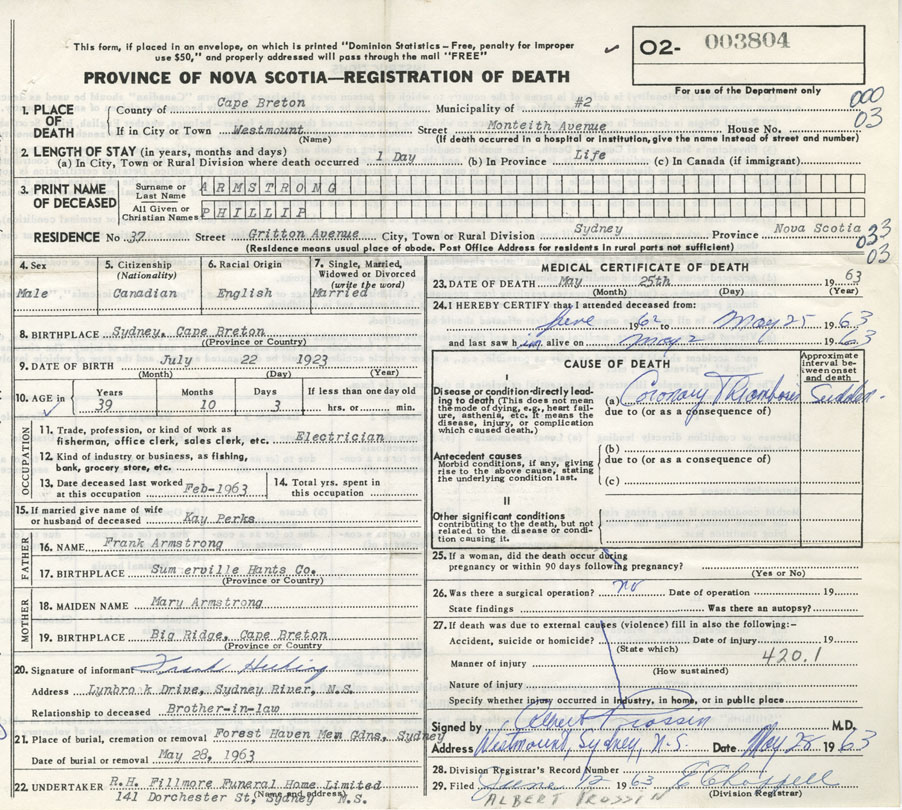 This form, if placed in an envelope, on which is printed "Dominion Statistics – Free, penalty for improper
use $50," and properly addressed will pass through the mail "FREE"
✓ O2- 003804
PROVINCE OF NOVA SCOTIA—REGISTRATION OF DEATH
For use of the Department only
000
03
1. PLACE OF DEATH
County of Cape Breton Municipality of #2
If in City or Town Westmount Street Monteith Avenue House No.
(Name) (If death occurred in a hospital or institution, give the name instead of street and number)
2. LENGTH OF STAY (in years, months and days)
(a) In City, Town or Rural Division where death occurred 1 Day (b) In Province Life (c) In Canada (if immigrant)
3. PRINT NAME OF DECEASED
Surname or Last Name ARMSTRONG
All Given or Christian Names PHILLIP
RESIDENCE No. 37 Street Gritton Avenue City, Town or Rural Division Sydney Province Nova Scotia
(Residence means usual place of abode. Post Office Address for residents in rural parts not sufficient)
033
03
4. Sex
Male
5. Citizenship
(Nationality)
Canadian
6. Racial Origin
English
7. Single, Married,
Widowed or Divorced
(write the word)
Married
8. BIRTHPLACE Sydney, Cape Breton
(Province or Country)
9. DATE OF BIRTH July 22 1923
(Month) (Day) (Year)
10. AGE in
Years Months Days If less than one day old
39 10 3 hrs. or min.
OCCUPATION
11. Trade, profession, or kind of work as
fisherman, office clerk, sales clerk, etc. Electrician
12. Kind of industry or business, as fishing,
bank, grocery store, etc.
13. Date deceased last worked
at this occupation Feb-1963
14. Total yrs. spent in
this occupation
15. If married give name of wife
or husband of deceased Kay Perks
FATHER
16. NAME Frank Armstrong
17. BIRTHPLACE Sum erville Hants Co.
(Province or Country)
MOTHER
18. MAIDEN NAME Mary Armstrong
19. BIRTHPLACE Big Ridge, Cape Breton
(Province or Country)
20. Signature of informant Frank
Address Lynbro k Drive, Sydney River, N.S.
Relationship to deceased Brother-in-law
21. Place of burial, cremation or removal Forest Haven Mem Gdns, Sydney
Date of burial or removal May 28, 1963
22. UNDERTAKER R.H. Fillmore Funeral Home Limited
(Name and address)
141 Dorchester St, Sydney N.S.
MEDICAL CERTIFICATE OF DEATH
23. DATE OF DEATH May 25th 1963
(Month) (Day) (Year)
24. I HEREBY CERTIFY that I attended deceased from:
June 1962 to May 25 1963
and last saw him alive on May 2 1963
CAUSE OF DEATH
Approximate interval between onset and death
I
Disease or condition directly leading to death (This does not mean the mode of dying, e.g., heart failure, asthenia, etc. It means the disease, injury, or complication which caused death.)
(a) Coronary Thrombosis Sudden.
due to (or as a consequence of)
Antecedent causes
Morbid conditions, if any, giving rise to the above cause, stating the underlying condition last.
(b)
due to (or as a consequence of)
(c)
II
Other significant conditions
contributing to the death, but not related to the disease or condition causing it.
25. If a woman, did the death occur during
pregnancy or within 90 days following pregnancy?
(Yes or No)
26. Was there a surgical operation? no Date of operation 19
State findings Was there an autopsy?
27. If death was due to external causes (violence) fill in also the following:-
Accident, suicide or homicide? Date of injury 19
(State which)
420.1
Manner of injury
(How sustained)
Nature of injury
Specify whether injury occurred in industry, in home, or in public place
Signed by Albert Prossin M.D.
Address Westmount, Sydney, N.S. Date May 28 1963
28. Division Registrar's Record Number
29. Filed June 12 1963
(Division Registrar)
ALBERT PROSSIN